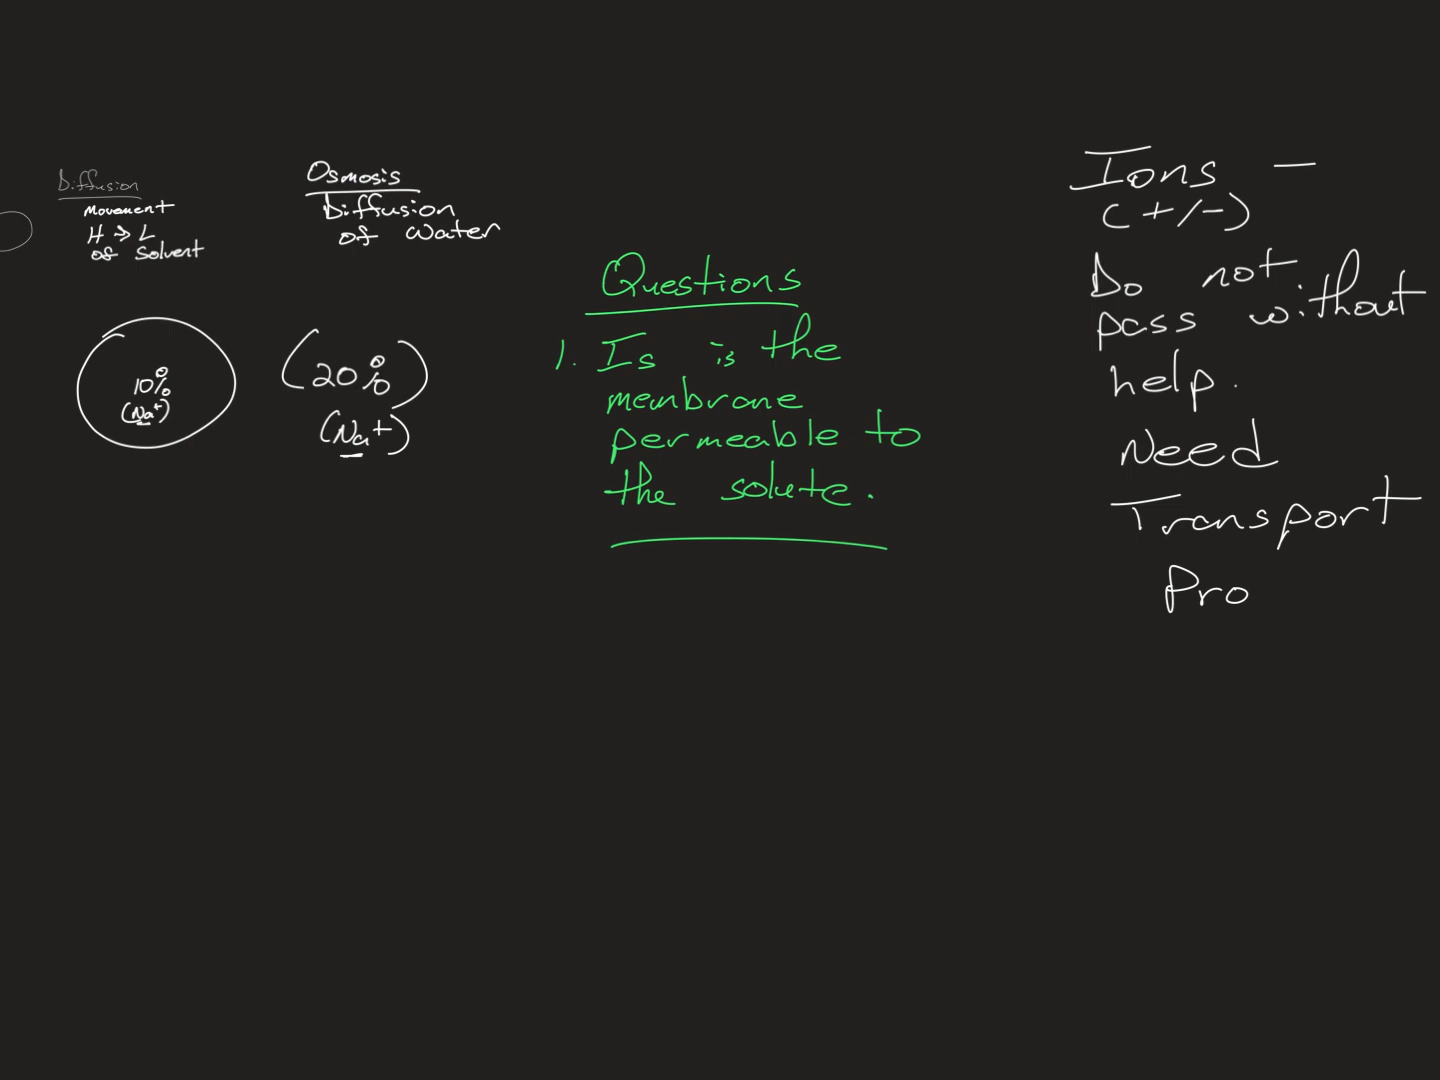 Diffusion
Movement
H → L
of Solvent
Osmosis
Diffusion
of Water
10%
(Na+)
(20%)
(Na+)
Questions
1. Is is the
membrane
permeable to
the solute.
Ions -
(+/-)
Do not
pass without
help.
Need
Transport
Pro